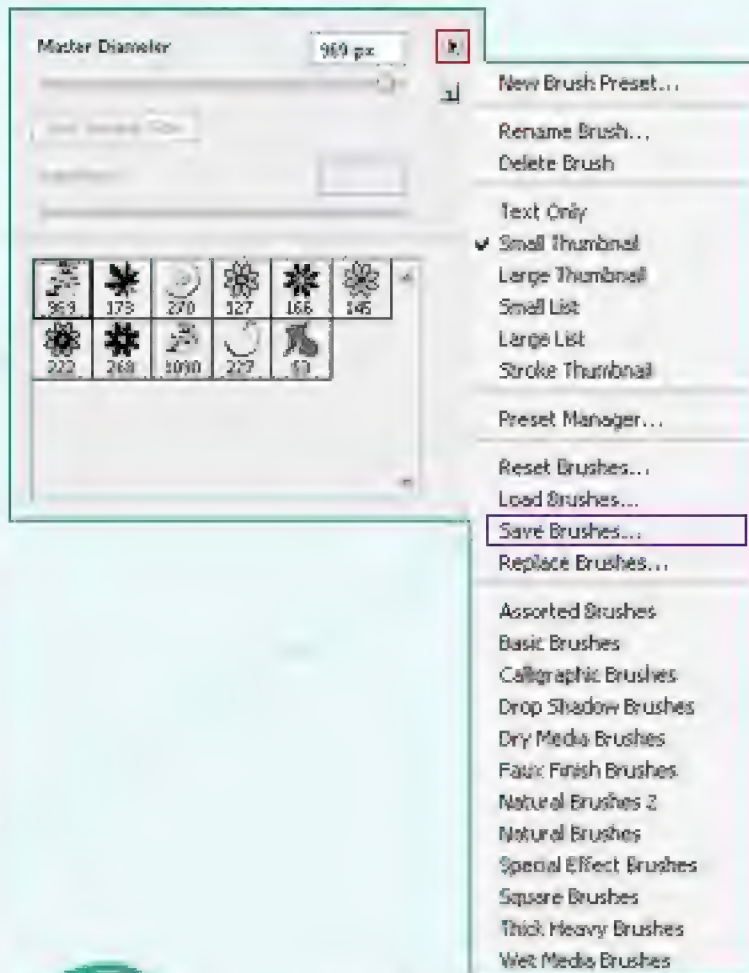 Master Diameter
969 px
New Brush Preset...
Rename Brush...
Delete Brush
Text Only
Small Thumbnail
Large Thumbnail
Small List
Large List
Stroke Thumbnail
Preset Manager...
Reset Brushes...
Load Brushes...
Save Brushes...
Replace Brushes...
Assorted Brushes
Basic Brushes
Calligraphic Brushes
Drop Shadow Brushes
Dry Media Brushes
Faux Finish Brushes
Natural Brushes 2
Natural Brushes
Special Effect Brushes
Square Brushes
Thick Heavy Brushes
Wet Media Brushes
969 173 270 127 166 145
222 268 1090 227